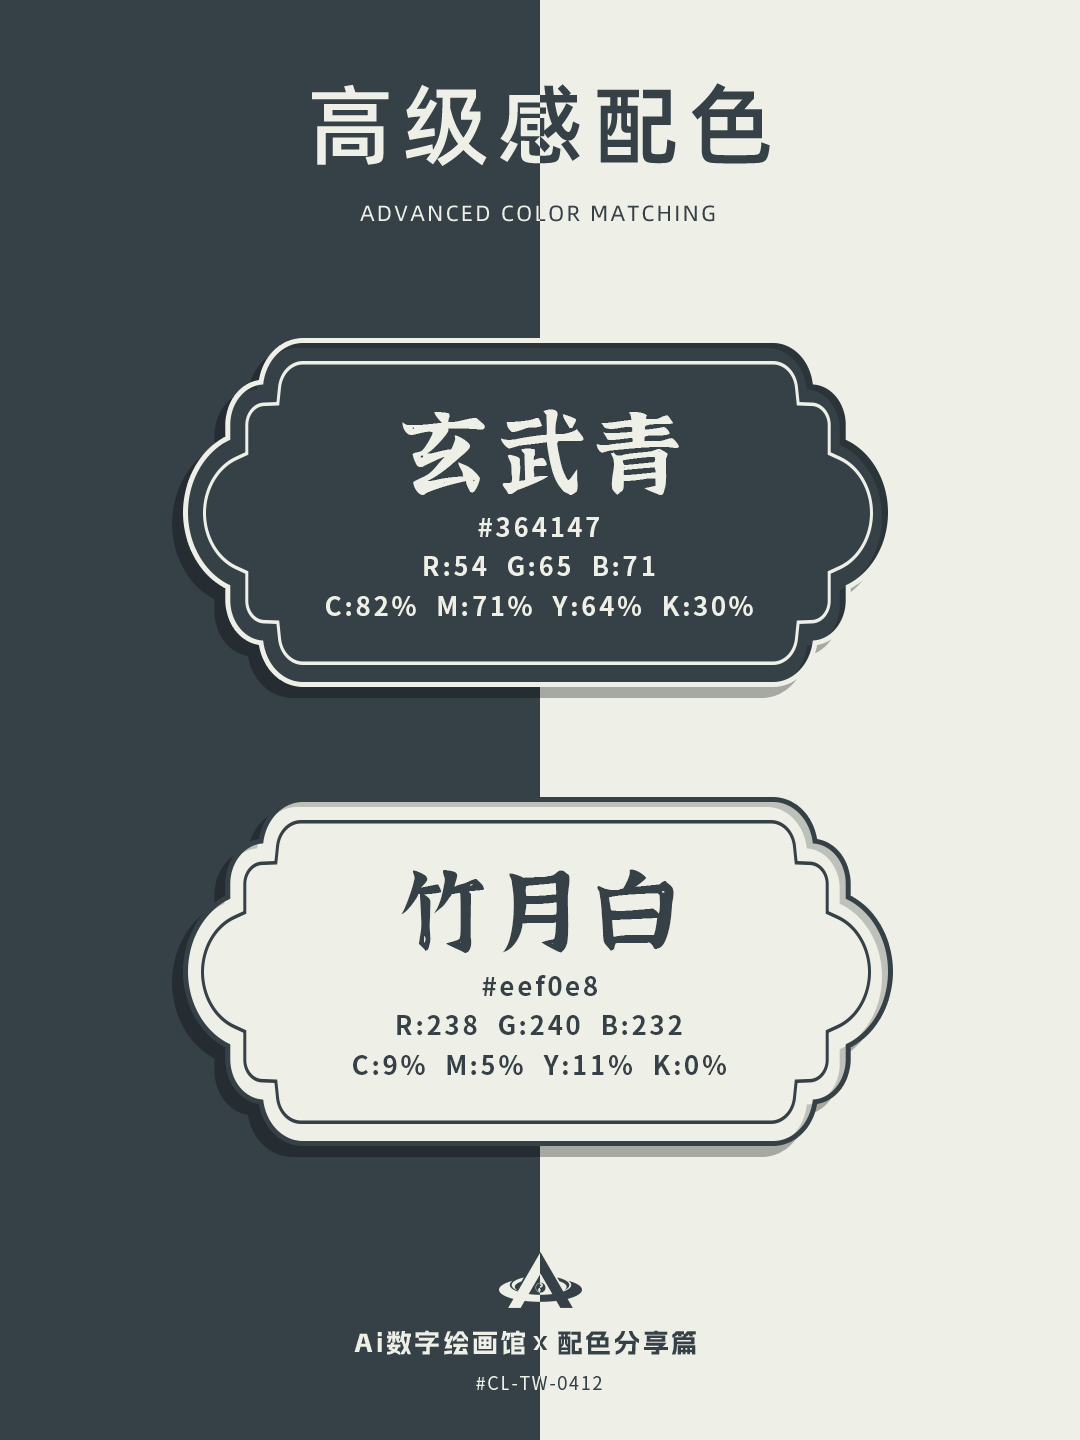 高级感配色
ADVANCED COLOR MATCHING
玄武青
#364147
R:54 G:65 B:71
C:82% M:71% Y:64% K:30%
竹月白
#eef0e8
R:238 G:240 B:232
C:9% M:5% Y:11% K:0%
Ai数字绘画馆 x 配色分享篇
#CL-TW-0412